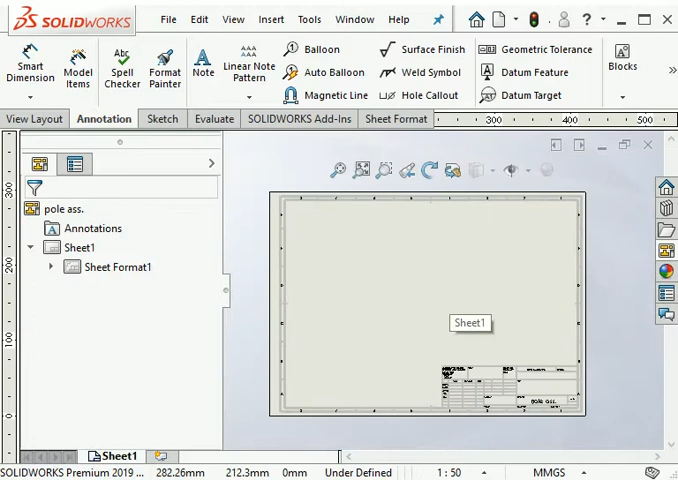 SOLIDWORKS File Edit View Insert Tools Window Help ?
Smart Dimension
Model Items
Spell Checker
Format Painter
Note
Linear Note Pattern
Balloon
Auto Balloon
Magnetic Line
Surface Finish
Weld Symbol
Hole Callout
Geometric Tolerance
Datum Feature
Datum Target
Blocks
View Layout Annotation Sketch Evaluate SOLIDWORKS Add-Ins Sheet Format
300 400 500
300
200
100
0
pole ass.
Annotations
Sheet1
Sheet Format1
Sheet1
pole ass.
Sheet1
SOLIDWORKS Premium 2019 ... 282.26mm 212.3mm 0mm Under Defined 1 : 50 MMGS